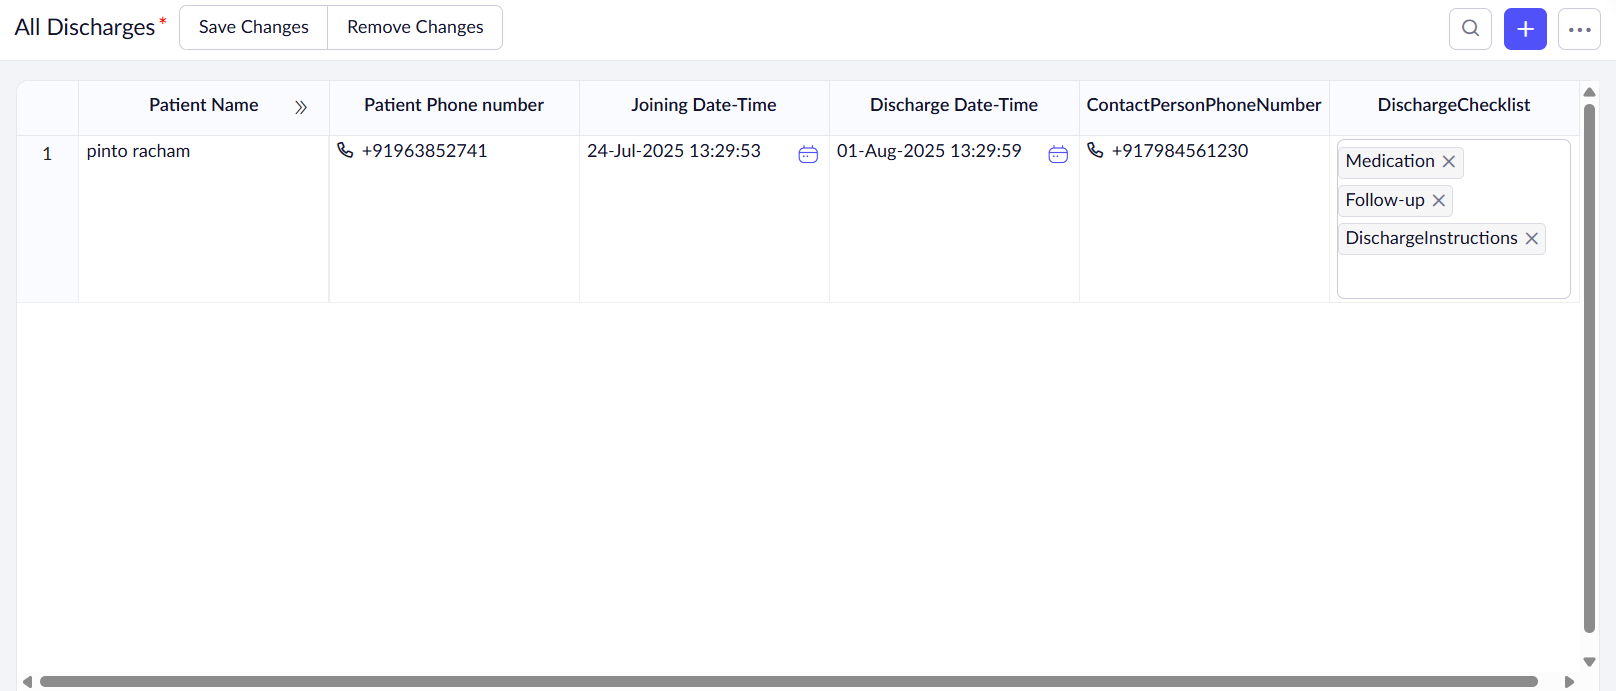 All Discharges* Save Changes Remove Changes
Patient Name Patient Phone number Joining Date-Time Discharge Date-Time ContactPersonPhoneNumber DischargeChecklist
1 pinto racham +91963852741 24-Jul-2025 13:29:53 01-Aug-2025 13:29:59 +917984561230 Medication
Follow-up
DischargeInstructions